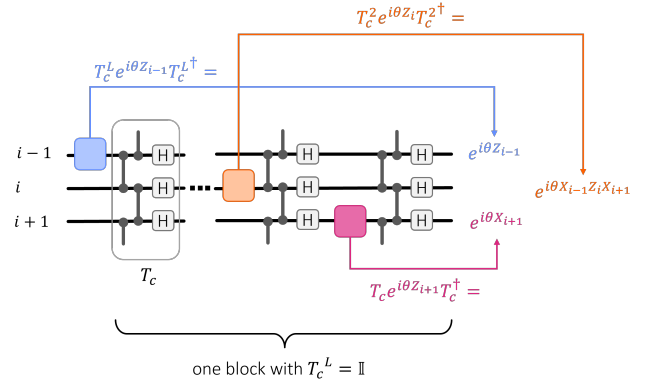 T_c^2 e^{iθZ_i} T_c^{2†} =
T_c^L e^{iθZ_{i−1}} T_c^{L†} =
i − 1 H H H e^{iθZ_{i−1}}
i H H H e^{iθX_{i−1}Z_iX_{i+1}}
i + 1 H H H e^{iθX_{i+1}}
T_c
T_c e^{iθZ_{i+1}} T_c^† =
one block with T_c^L = 𝕀